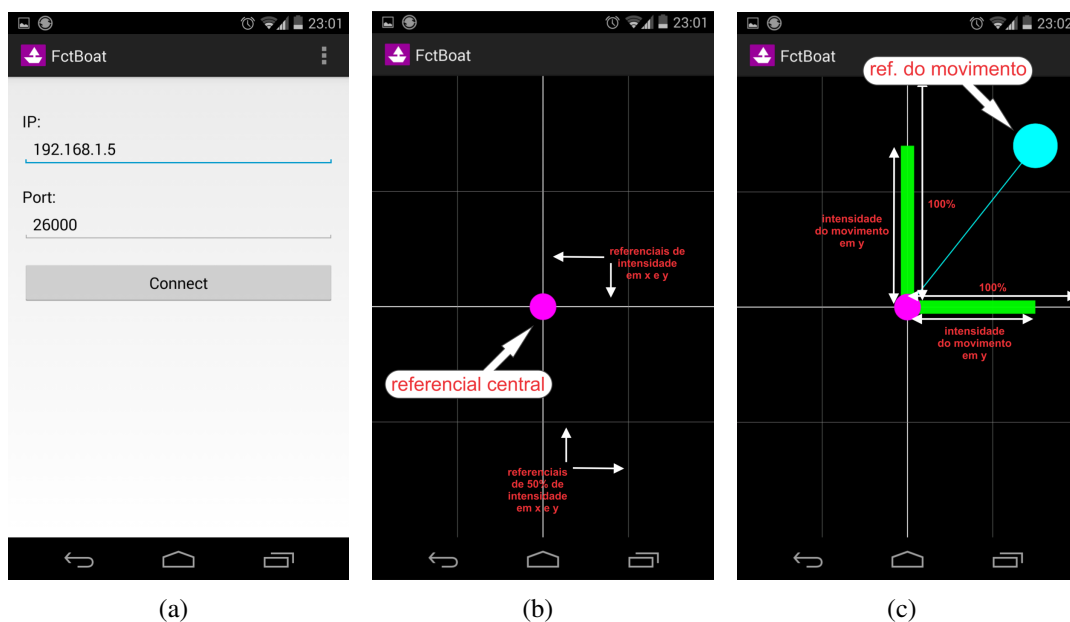 23:01
FctBoat
IP:
192.168.1.5
Port:
26000
Connect
(a)
23:01
FctBoat
referenciais de
intensidade
em x e y
referencial central
referenciais
de 50% de
intensidade
em x e y
(b)
23:02
FctBoat
ref. do movimento
100%
intensidade
do movimento
em y
100%
intensidade
do movimento
em y
(c)